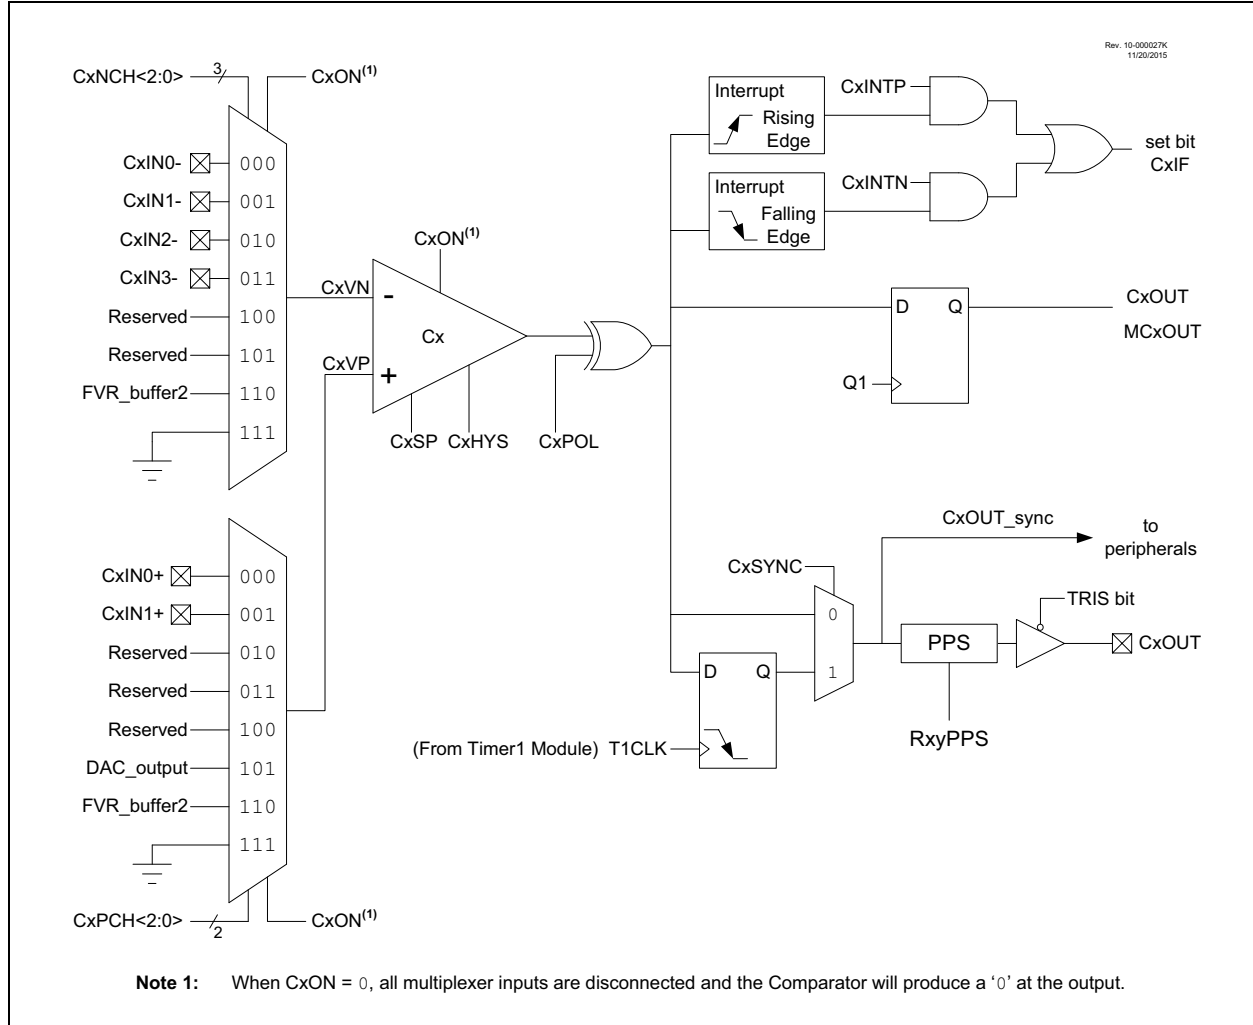 Rev. 10-000027K
11/20/2015
CxNCH<2:0>
3
CxON(1)
CxIN0-
000
CxIN1-
001
CxIN2-
010
CxIN3-
011
Reserved
100
Reserved
101
FVR_buffer2
110
111
CxVN
CxVP
CxON(1)
-
Cx
+
CxSP
CxHYS
CxPOL
Interrupt
Rising
Edge
CxINTP
Interrupt
Falling
Edge
CxINTN
set bit
CxIF
D
Q
Q1
CxOUT
MCxOUT
CxIN0+
000
CxIN1+
001
Reserved
010
Reserved
011
Reserved
100
DAC_output
101
FVR_buffer2
110
111
CxPCH<2:0>
2
CxON(1)
CxOUT_sync
to
peripherals
CxSYNC
0
1
D
Q
(From Timer1 Module) T1CLK
PPS
RxyPPS
TRIS bit
CxOUT
Note 1: When CxON = 0, all multiplexer inputs are disconnected and the Comparator will produce a ‘0’ at the output.